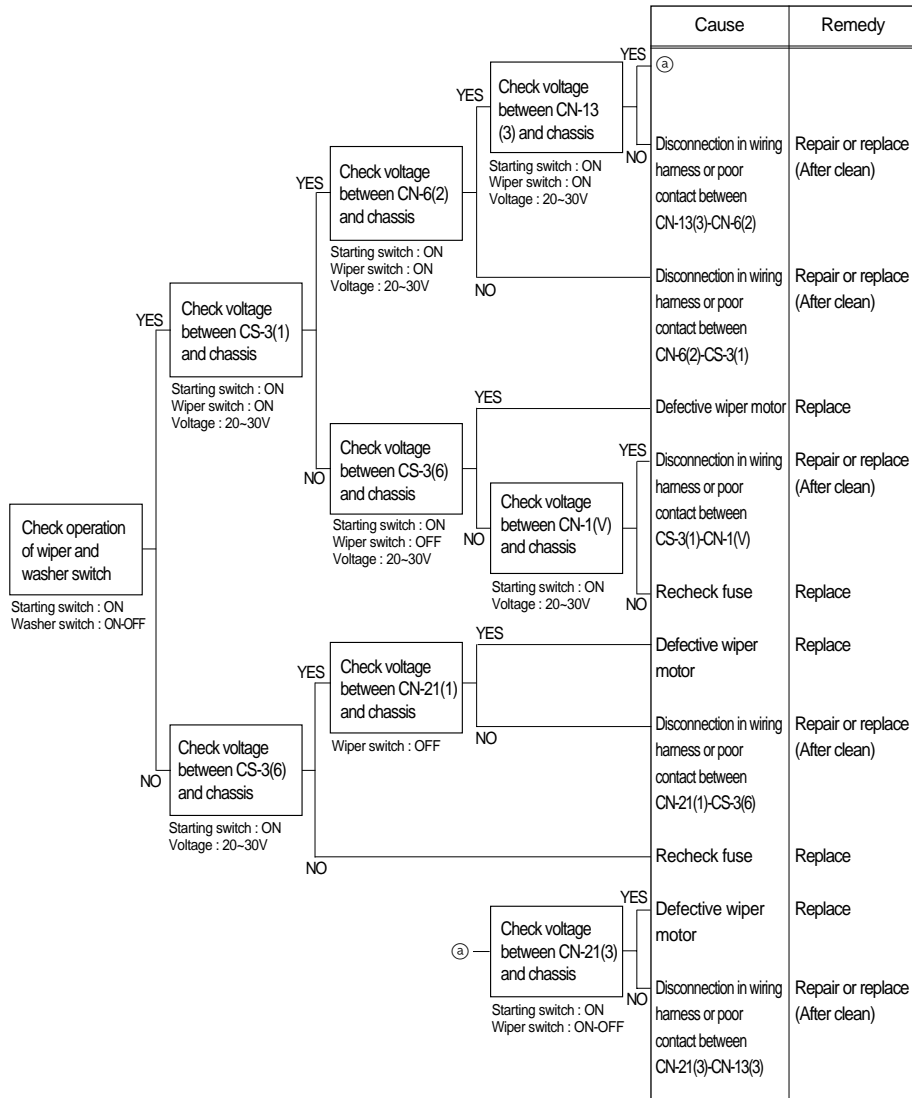 Cause
Remedy
YES
ⓐ
Check voltage
between CN-13
(3) and chassis
YES
NO
Starting switch : ON
Wiper switch : ON
Voltage : 20~30V
Disconnection in wiring
harness or poor
contact between
CN-13(3)-CN-6(2)
Repair or replace
(After clean)
YES
Check voltage
between CN-6(2)
and chassis
Starting switch : ON
Wiper switch : ON
Voltage : 20~30V
NO
Disconnection in wiring
harness or poor
contact between
CN-6(2)-CS-3(1)
Repair or replace
(After clean)
YES
Check voltage
between CS-3(1)
and chassis
Starting switch : ON
Wiper switch : ON
Voltage : 20~30V
YES
Defective wiper motor
Replace
NO
Check voltage
between CS-3(6)
and chassis
Starting switch : ON
Wiper switch : OFF
Voltage : 20~30V
YES
Disconnection in wiring
harness or poor
contact between
CS-3(1)-CN-1(V)
Repair or replace
(After clean)
NO
Check voltage
between CN-1(V)
and chassis
Starting switch : ON
Voltage : 20~30V
NO
Recheck fuse
Replace
Check operation
of wiper and
washer switch
Starting switch : ON
Washer switch : ON-OFF
YES
Check voltage
between CN-21(1)
and chassis
Wiper switch : OFF
YES
Defective wiper
motor
Replace
NO
Disconnection in wiring
harness or poor
contact between
CN-21(1)-CS-3(6)
Repair or replace
(After clean)
NO
Check voltage
between CS-3(6)
and chassis
Starting switch : ON
Voltage : 20~30V
NO
Recheck fuse
Replace
ⓐ
Check voltage
between CN-21(3)
and chassis
Starting switch : ON
Wiper switch : ON-OFF
YES
Defective wiper
motor
Replace
NO
Disconnection in wiring
harness or poor
contact between
CN-21(3)-CN-13(3)
Repair or replace
(After clean)